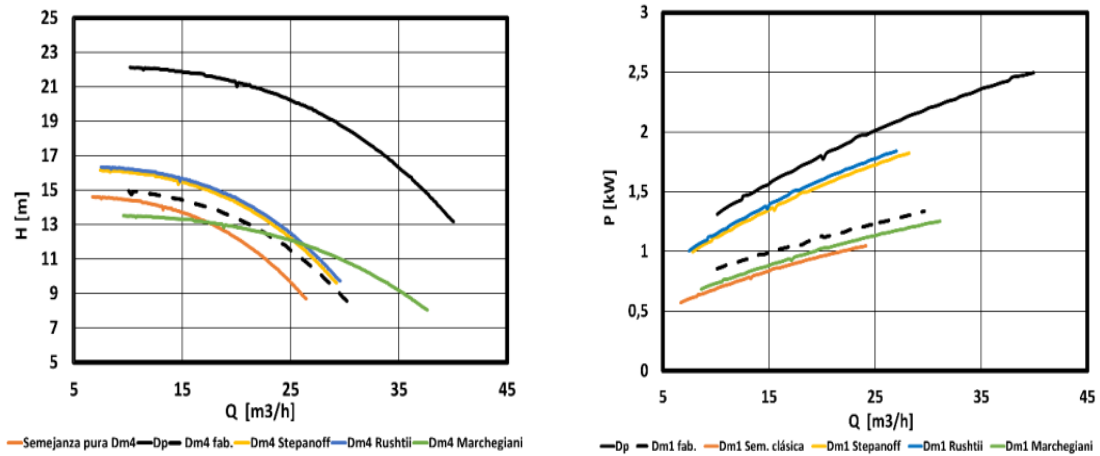 25
23
21
19
17
15
13
11
9
7
5
H [m]
5 15 25 35 45
Q [m3/h]
Semejanza pura Dm4 Dp Dm4 fab. Dm4 Stepanoff Dm4 Rushtii Dm4 Marchegiani
3
2,5
2
1,5
1
0,5
0
P [kW]
5 15 25 35 45
Q [m3/h]
Dp Dm1 fab. Dm1 Sem. clásica Dm1 Stepanoff Dm1 Rushtii Dm1 Marchegiani